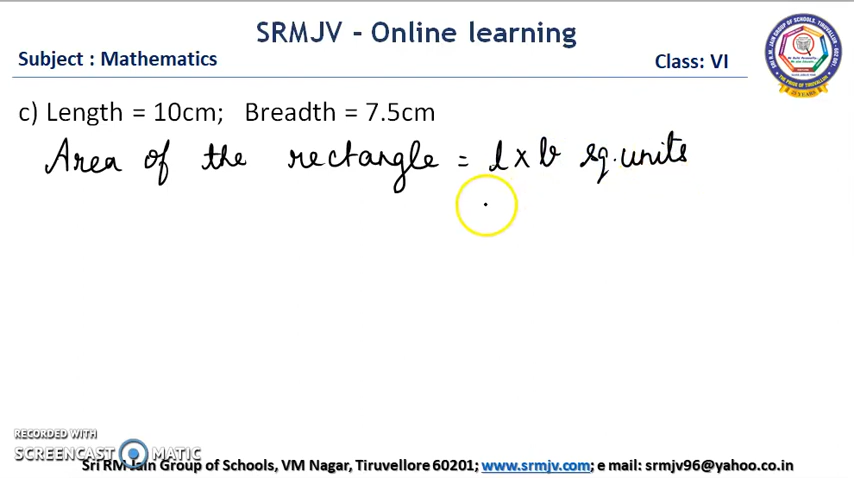 SRMJV - Online learning
Subject : Mathematics
Class: VI
c) Length = 10cm; Breadth = 7.5cm
Area of the rectangle = l x b sq.units
RECORDED WITH
SCREENCAST MATIC
Sri RM Jain Group of Schools, VM Nagar, Tiruvellore 60201; www.srmjv.com; e mail: srmjv96@yahoo.co.in